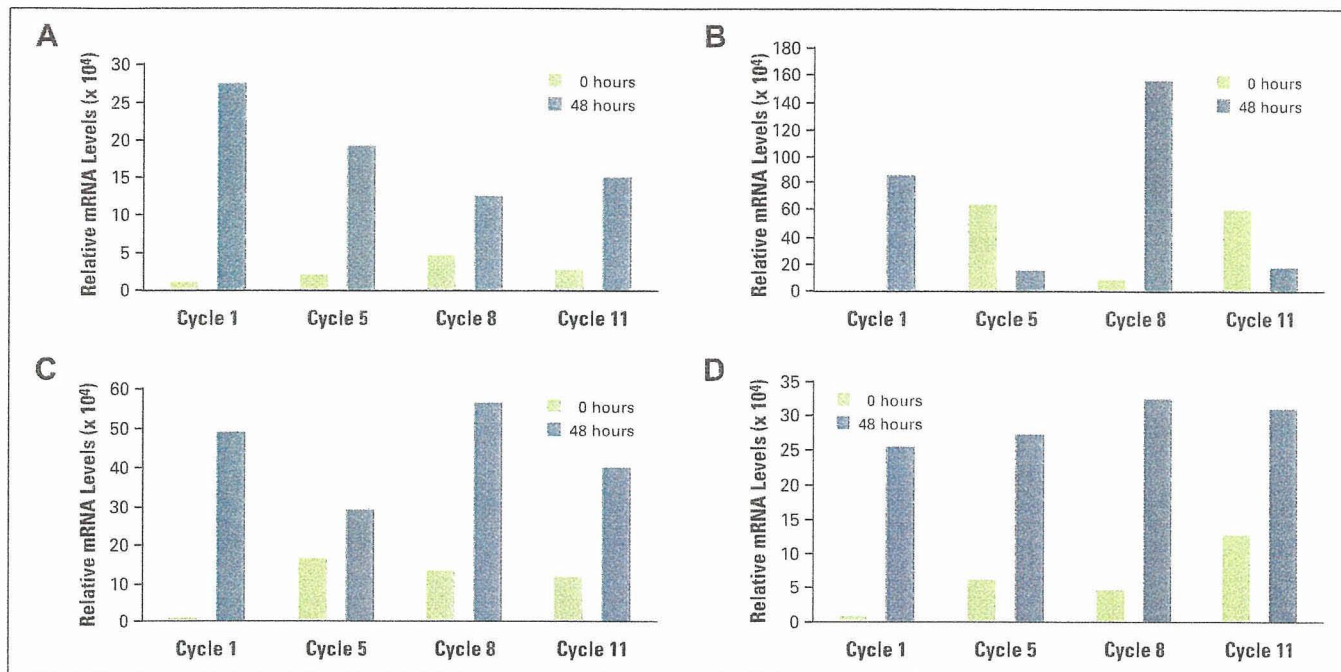 A
Relative mRNA Levels (x 10⁴)
30
25
20
15
10
5
0
0 hours
48 hours
Cycle 1 Cycle 5 Cycle 8 Cycle 11
B
Relative mRNA Levels (x 10⁴)
180
160
140
120
100
80
60
40
20
0
0 hours
48 hours
Cycle 1 Cycle 5 Cycle 8 Cycle 11
C
Relative mRNA Levels (x 10⁴)
60
50
40
30
20
10
0
0 hours
48 hours
Cycle 1 Cycle 5 Cycle 8 Cycle 11
D
Relative mRNA Levels (x 10⁴)
35
30
25
20
15
10
5
0
0 hours
48 hours
Cycle 1 Cycle 5 Cycle 8 Cycle 11